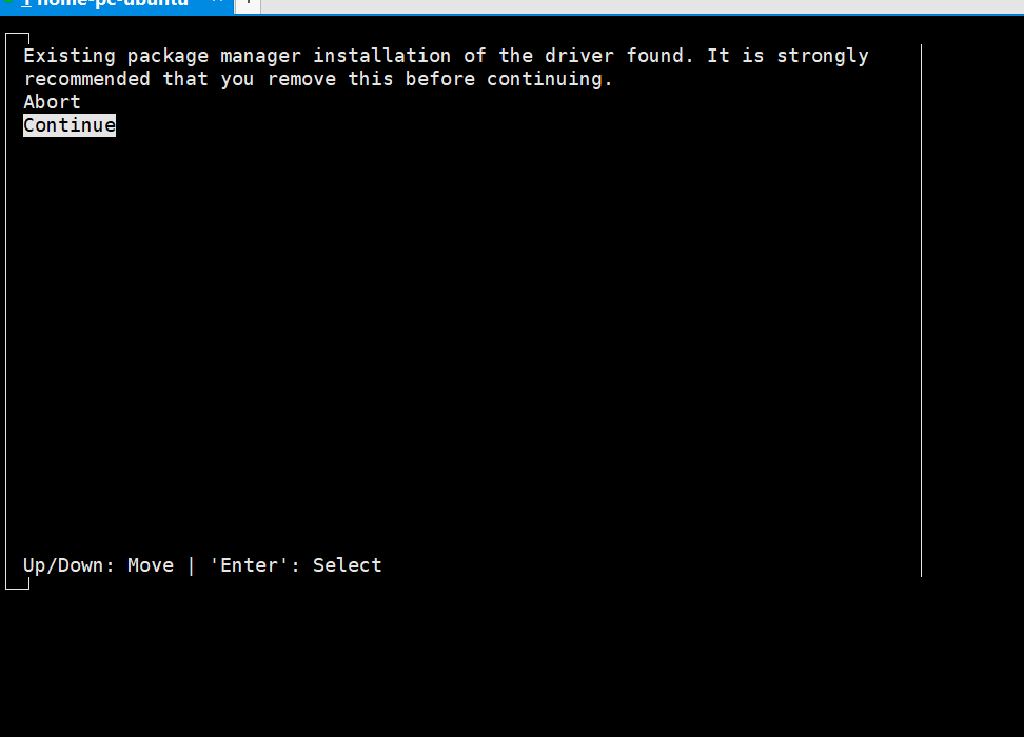 1 home-pc-ubuntu
Existing package manager installation of the driver found. It is strongly
recommended that you remove this before continuing.
Abort
Continue
Up/Down: Move | 'Enter': Select